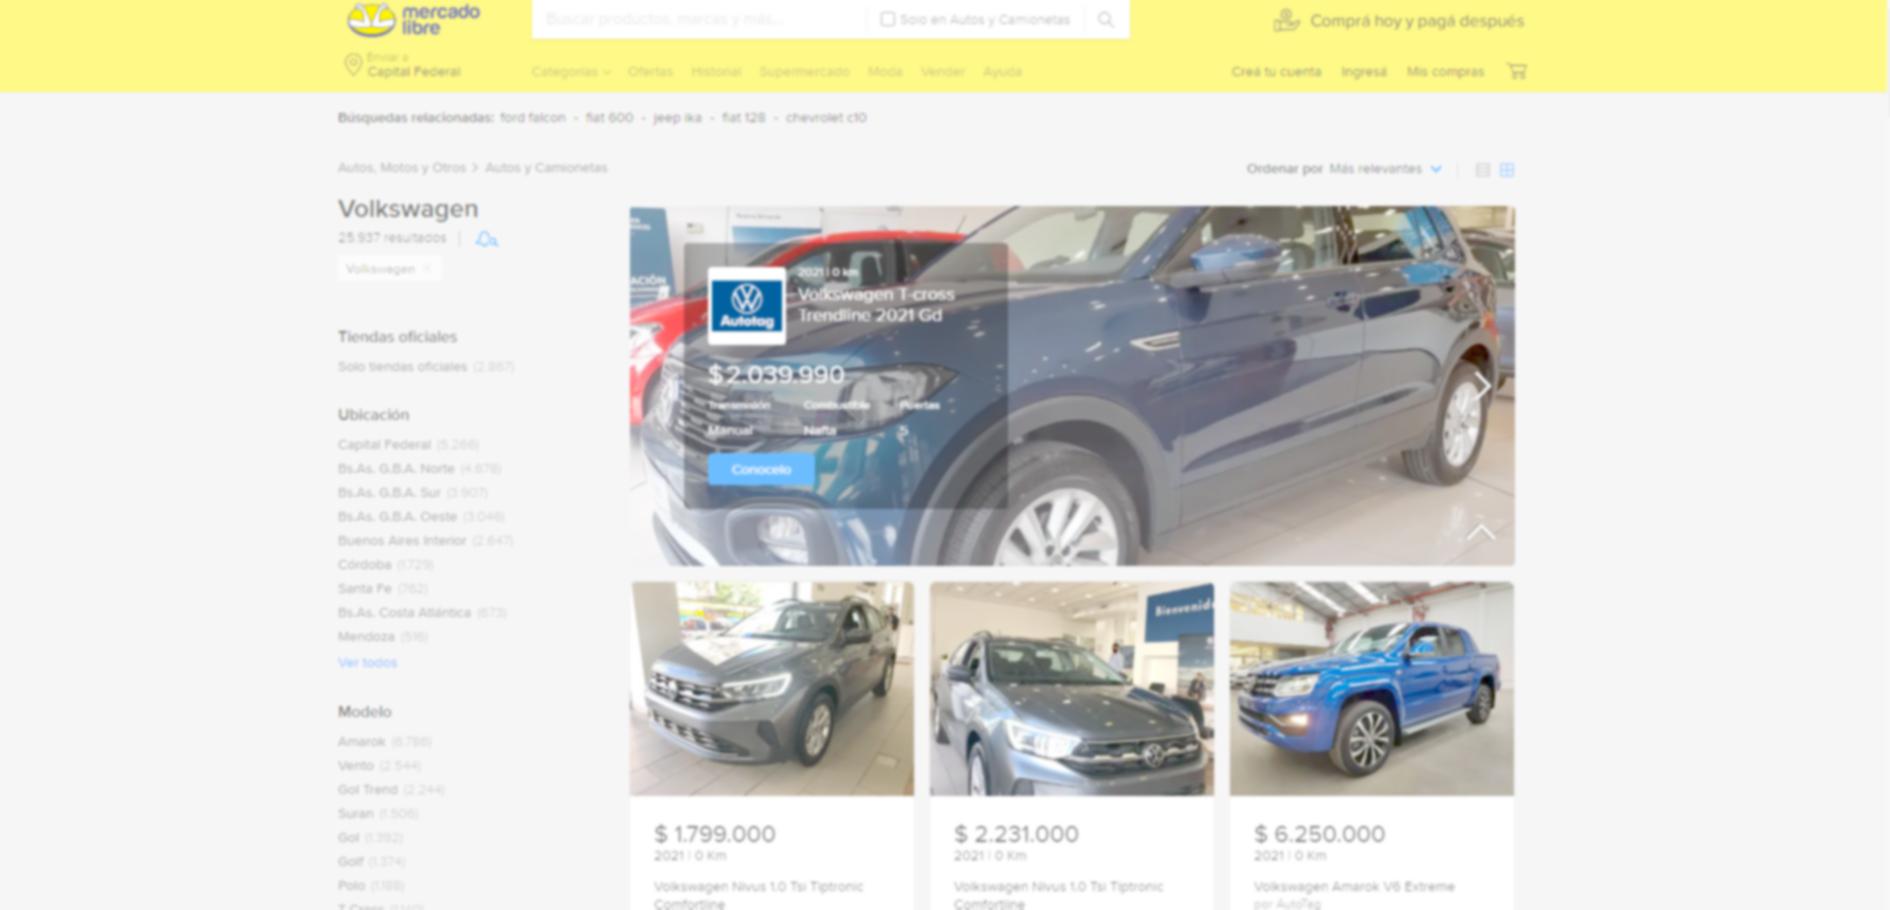 mercado
libre
Buscar productos, marcas y más...
Solo en Autos y Camionetas
Comprá hoy y pagá después
Enviar a
Capital Federal
Categorías Ofertas Historial Supermercado Moda Vender Ayuda
Creá tu cuenta Ingresá Mis compras
Búsquedas relacionadas: ford falcon - fiat 600 - jeep ika - fiat 128 - chevrolet c10
Autos, Motos y Otros > Autos y Camionetas
Ordenar por Más relevantes
Volkswagen
25.937 resultados
Volkswagen ×
Tiendas oficiales
Solo tiendas oficiales (2.867)
Ubicación
Capital Federal (5.266)
Bs.As. G.B.A. Norte (4.678)
Bs.As. G.B.A. Sur (3.907)
Bs.As. G.B.A. Oeste (3.046)
Buenos Aires Interior (2.647)
Córdoba (1.729)
Santa Fe (762)
Bs.As. Costa Atlántica (673)
Mendoza (516)
Ver todos
Modelo
Amarok (6.786)
Vento (2.544)
Gol Trend (2.244)
Suran (1.506)
Gol (1.392)
Golf (1.374)
Polo (1.188)
T-Cross
ACIÓN
Autotag
2021 | 0 km
Volkswagen T-cross
Trendline 2021 Gd
$ 2.039.990
Transmisión Combustible Puertas
Manual Nafta 5
Conocelo
Bienvenido
$ 1.799.000
2021 | 0 Km
Volkswagen Nivus 1.0 Tsi Tiptronic
Comfortline
$ 2.231.000
2021 | 0 Km
Volkswagen Nivus 1.0 Tsi Tiptronic
Comfortline
$ 6.250.000
2021 | 0 Km
Volkswagen Amarok V6 Extreme
por AutoTag